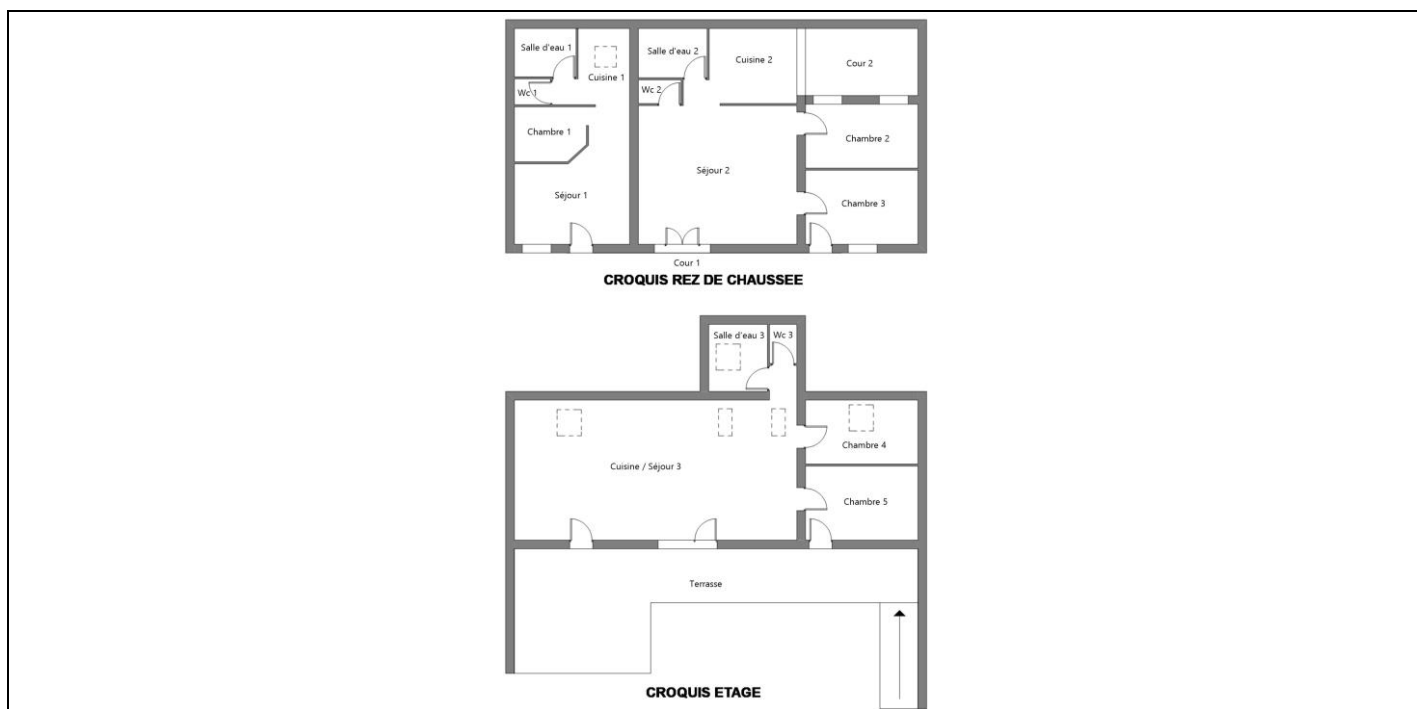 Salle d'eau 1
Salle d'eau 2
Cuisine 2
Cour 2
Cuisine 1
Wc 1
Wc 2
Chambre 1
Chambre 2
Séjour 2
Séjour 1
Chambre 3
Cour 1
CROQUIS REZ DE CHAUSSEE
Salle d'eau 3
Wc 3
Chambre 4
Cuisine / Séjour 3
Chambre 5
Terrasse
CROQUIS ETAGE